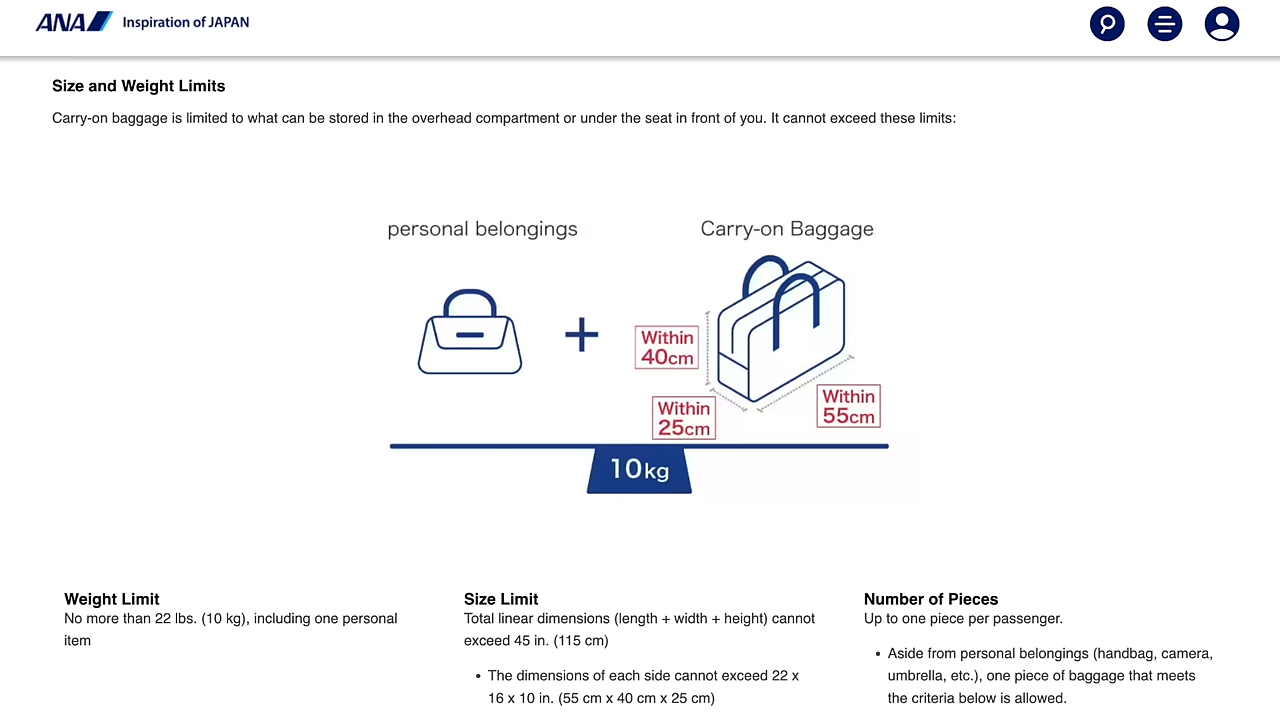 ANA Inspiration of JAPAN
Size and Weight Limits
Carry-on baggage is limited to what can be stored in the overhead compartment or under the seat in front of you. It cannot exceed these limits:
personal belongings
Carry-on Baggage
+
Within
40cm
Within
25cm
Within
55cm
10kg
Weight Limit
No more than 22 lbs. (10 kg), including one personal
item
Size Limit
Total linear dimensions (length + width + height) cannot
exceed 45 in. (115 cm)
• The dimensions of each side cannot exceed 22 x
16 x 10 in. (55 cm x 40 cm x 25 cm)
Number of Pieces
Up to one piece per passenger.
• Aside from personal belongings (handbag, camera,
umbrella, etc.), one piece of baggage that meets
the criteria below is allowed.